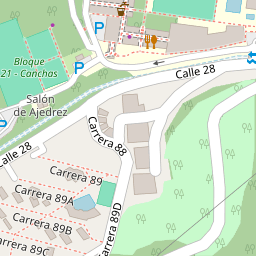 P
Bloque
21 - Canchas
P
Calle 28
Salón
de Ajedrez
P
Carrera 88
Calle 28
Carrera 89
Carrera 89A
Carrera 89B
Carrera 89C
Carrera 89D